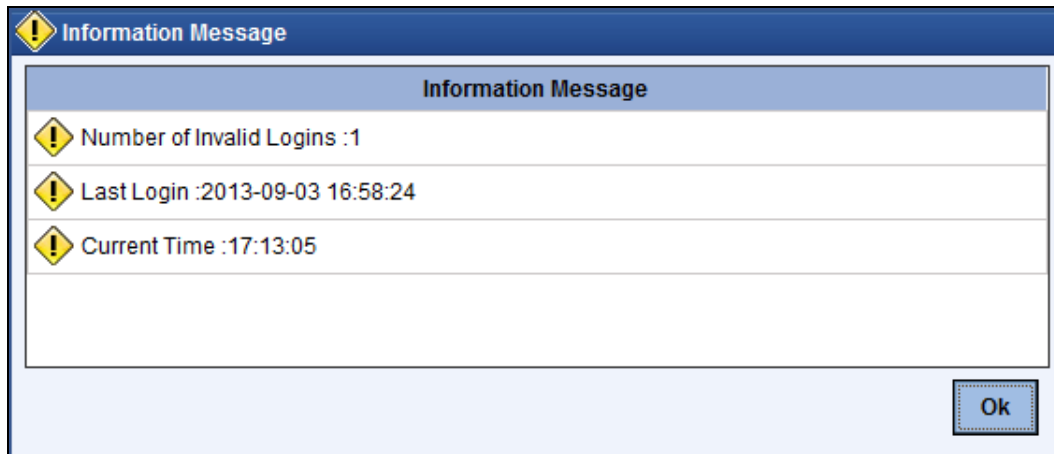 Information Message
Information Message
Number of Invalid Logins :1
Last Login :2013-09-03 16:58:24
Current Time :17:13:05
Ok